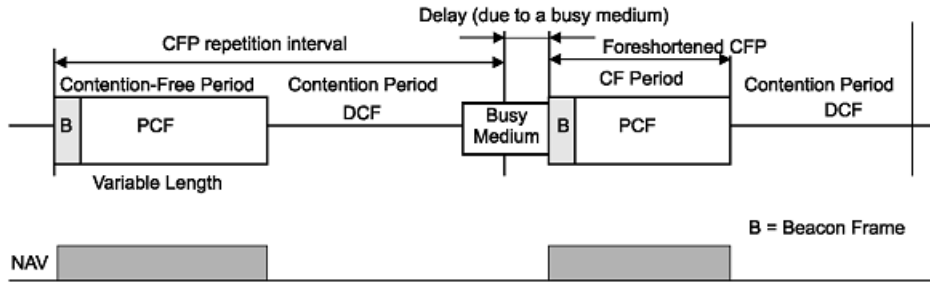 Delay (due to a busy medium)
CFP repetition interval
Foreshortened CFP
Contention-Free Period
Contention Period
CF Period
Contention Period
DCF
DCF
B
PCF
Busy
Medium
B
PCF
Variable Length
B = Beacon Frame
NAV